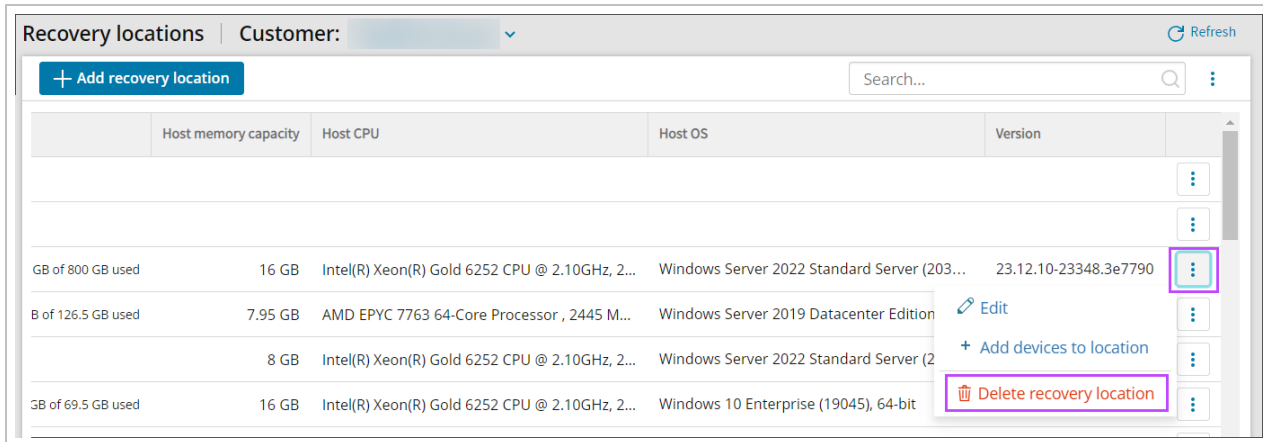 Recovery locations | Customer:
Refresh
+ Add recovery location
Search...
Host memory capacity Host CPU Host OS Version
GB of 800 GB used 16 GB Intel(R) Xeon(R) Gold 6252 CPU @ 2.10GHz, 2... Windows Server 2022 Standard Server (203... 23.12.10-23348.3e7790
B of 126.5 GB used 7.95 GB AMD EPYC 7763 64-Core Processor , 2445 M... Windows Server 2019 Datacenter Edition
Edit
+ Add devices to location
8 GB Intel(R) Xeon(R) Gold 6252 CPU @ 2.10GHz, 2... Windows Server 2022 Standard Server (2
Delete recovery location
GB of 69.5 GB used 16 GB Intel(R) Xeon(R) Gold 6252 CPU @ 2.10GHz, 2... Windows 10 Enterprise (19045), 64-bit